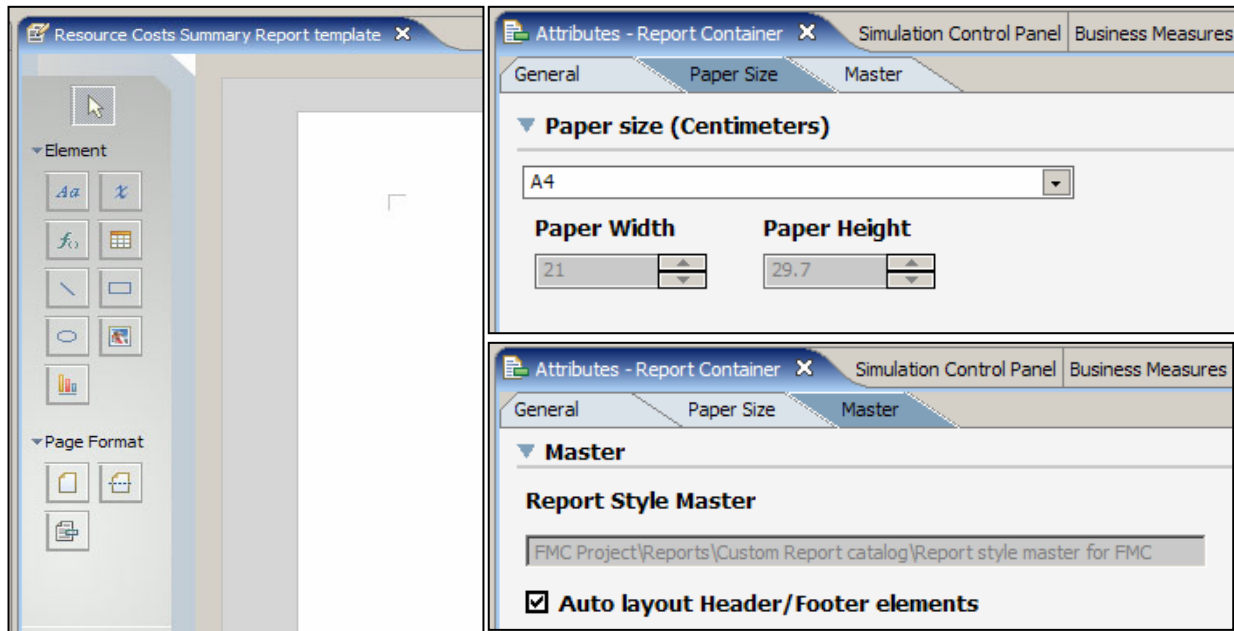 Resource Costs Summary Report template
Element
Aa
x
f()
Page Format
Attributes - Report Container
Simulation Control Panel
Business Measures
General
Paper Size
Master
Paper size (Centimeters)
A4
Paper Width
Paper Height
21
29.7
Attributes - Report Container
Simulation Control Panel
Business Measures
General
Paper Size
Master
Master
Report Style Master
FMC Project\Reports\Custom Report catalog\Report style master for FMC
Auto layout Header/Footer elements